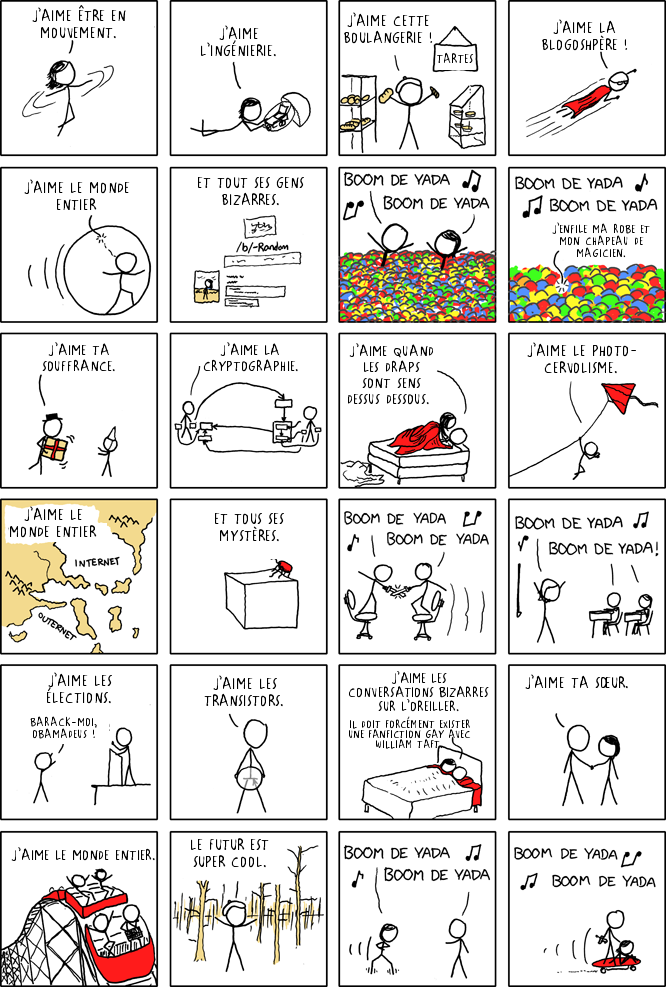 J'AIME ÊTRE EN
MOUVEMENT.
J'AIME
L'INGÉNIERIE.
J'AIME CETTE
BOULANGERIE !
TARTES
J'AIME LA
BLOGOSHPÈRE !
J'AIME LE MONDE
ENTIER
ET TOUT SES GENS
BIZARRES.
/b/-Random
BOOM DE YADA
BOOM DE YADA
BOOM DE YADA
BOOM DE YADA
J'ENFILE MA ROBE ET
MON CHAPEAU DE
MAGICIEN.
J'AIME TA
SOUFFRANCE.
J'AIME LA
CRYPTOGRAPHIE.
J'AIME QUAND
LES DRAPS
SONT SENS
DESSUS DESSOUS.
J'AIME LE PHOTO-
CERVOLISME.
J'AIME LE
MONDE ENTIER
INTERNET
OUTERNET
ET TOUS SES
MYSTÈRES.
BOOM DE YADA
BOOM DE YADA
BOOM DE YADA
BOOM DE YADA!
J'AIME LES
ÉLECTIONS.
BARACK-MOI,
OBAMADEUS !
J'AIME LES
TRANSISTORS.
J'AIME LES
CONVERSATIONS BIZARRES
SUR L'OREILLER.
IL DOIT FORCÉMENT EXISTER
UNE FANFICTION GAY AVEC
WILLIAM TAFT.
J'AIME TA SŒUR.
J'AIME LE MONDE ENTIER.
LE FUTUR EST
SUPER COOL.
BOOM DE YADA
BOOM DE YADA
BOOM DE YADA
BOOM DE YADA